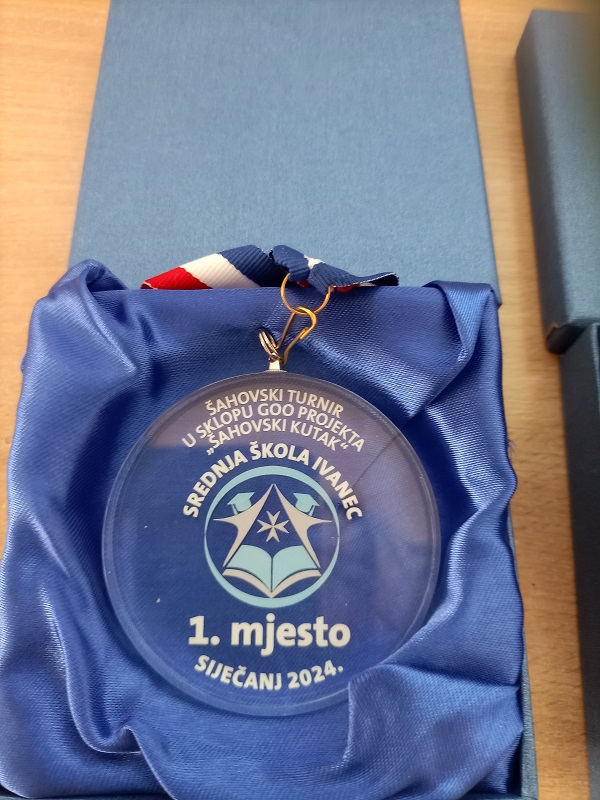 ŠAHOVSKI TURNIR
U SKLOPU GOO PROJEKTA
„ŠAHOVSKI KUTAK“
SREDNJA ŠKOLA IVANEC
1. mjesto
SIJEČANJ 2024.